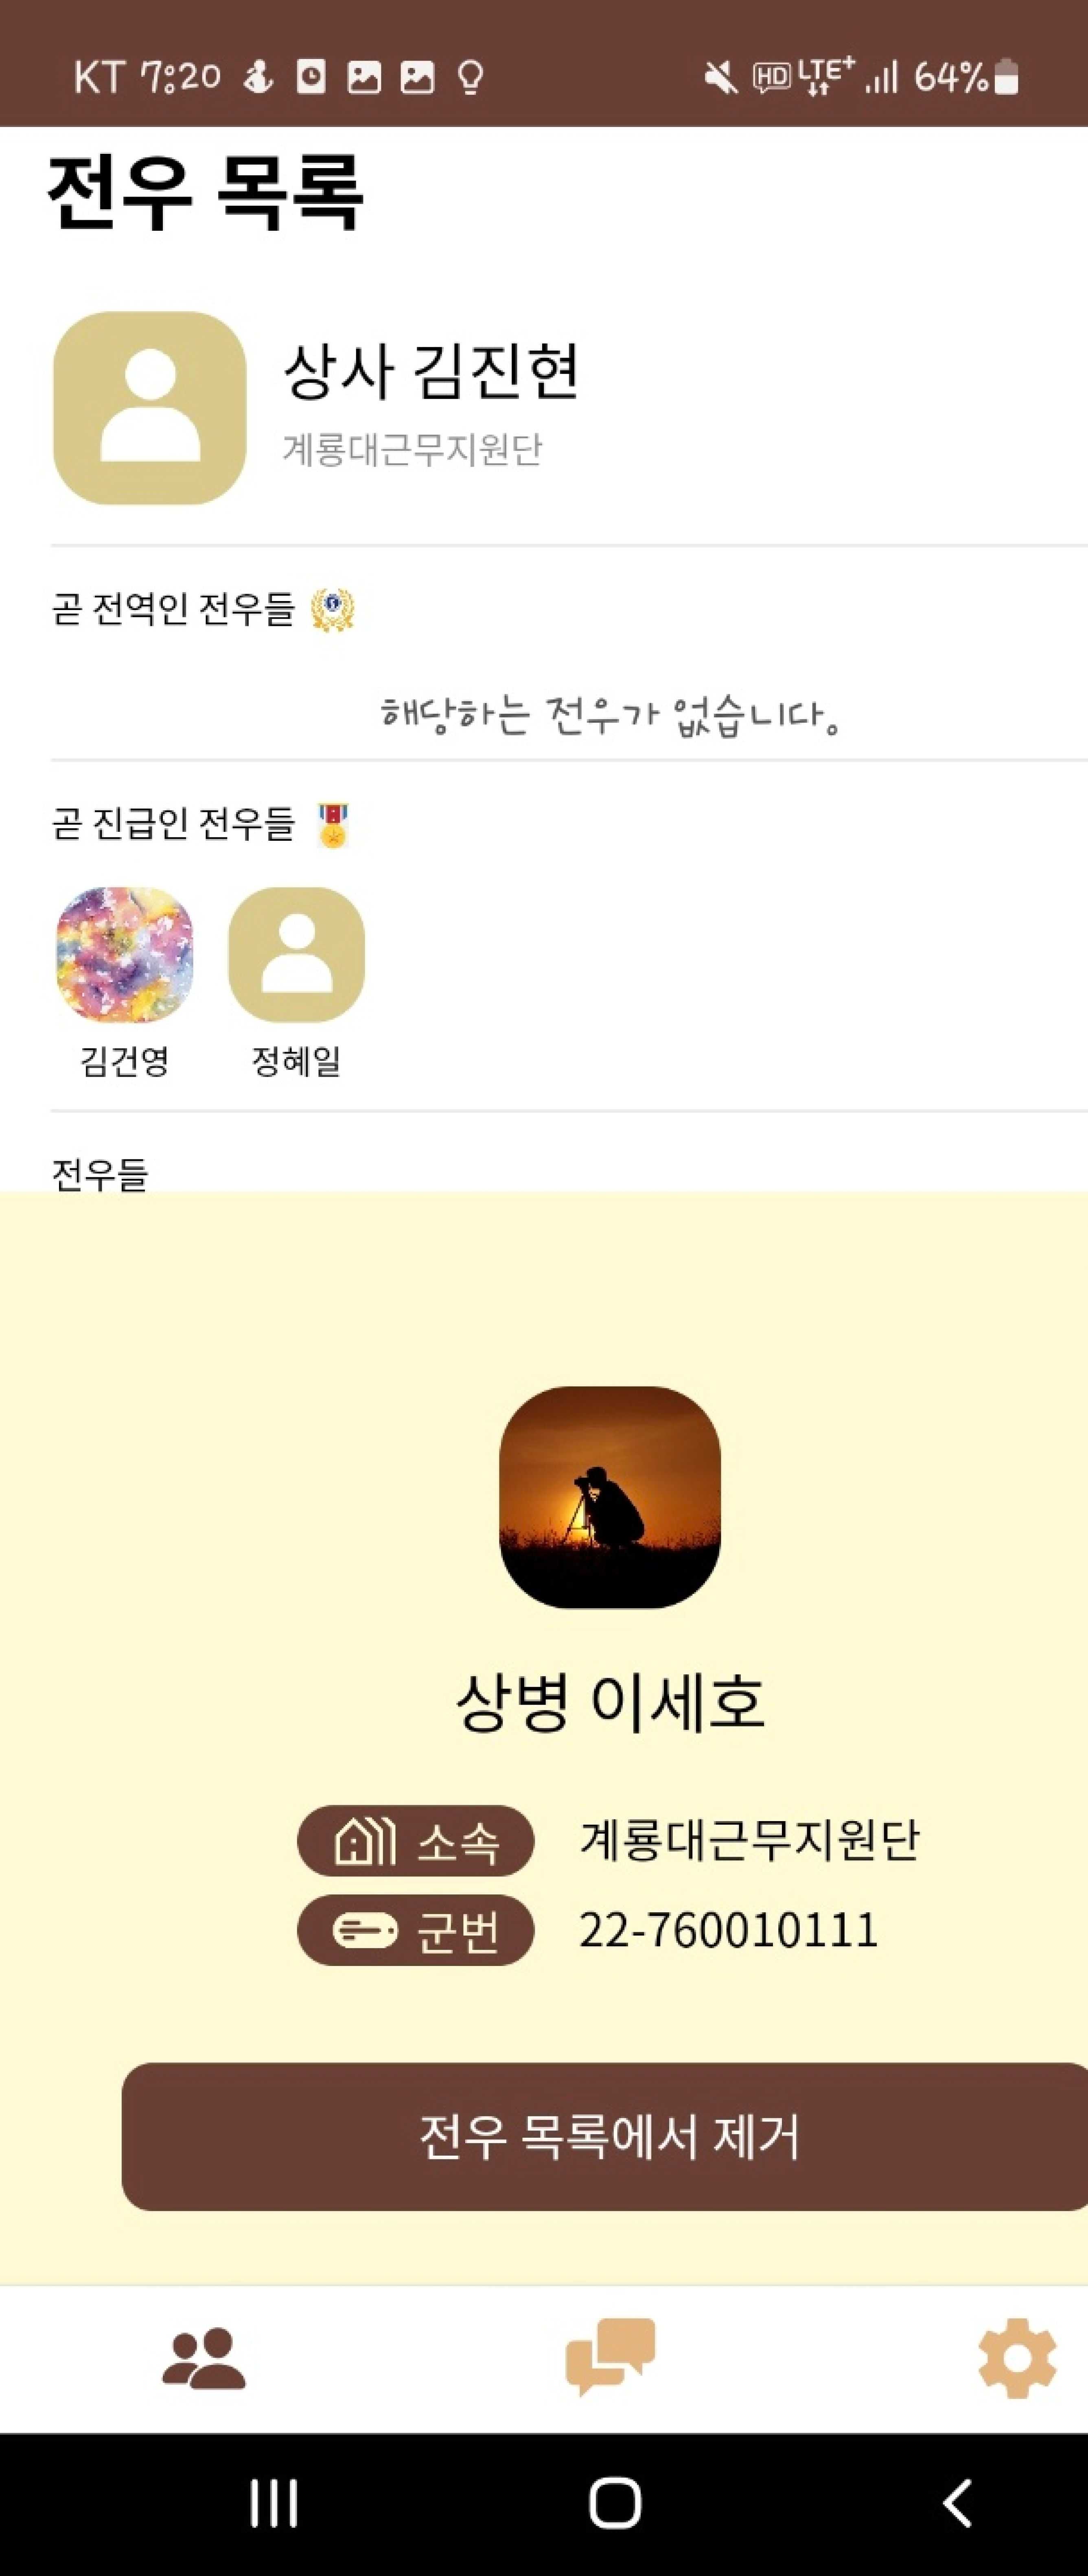 KT 7:20 HD LTE+ 64%
전우 목록
상사 김진현
계룡대근무지원단
곧 전역인 전우들
해당하는 전우가 없습니다.
곧 진급인 전우들
김건영 정혜일
전우들
상병 이세호
소속 계룡대근무지원단
군번 22-760010111
전우 목록에서 제거